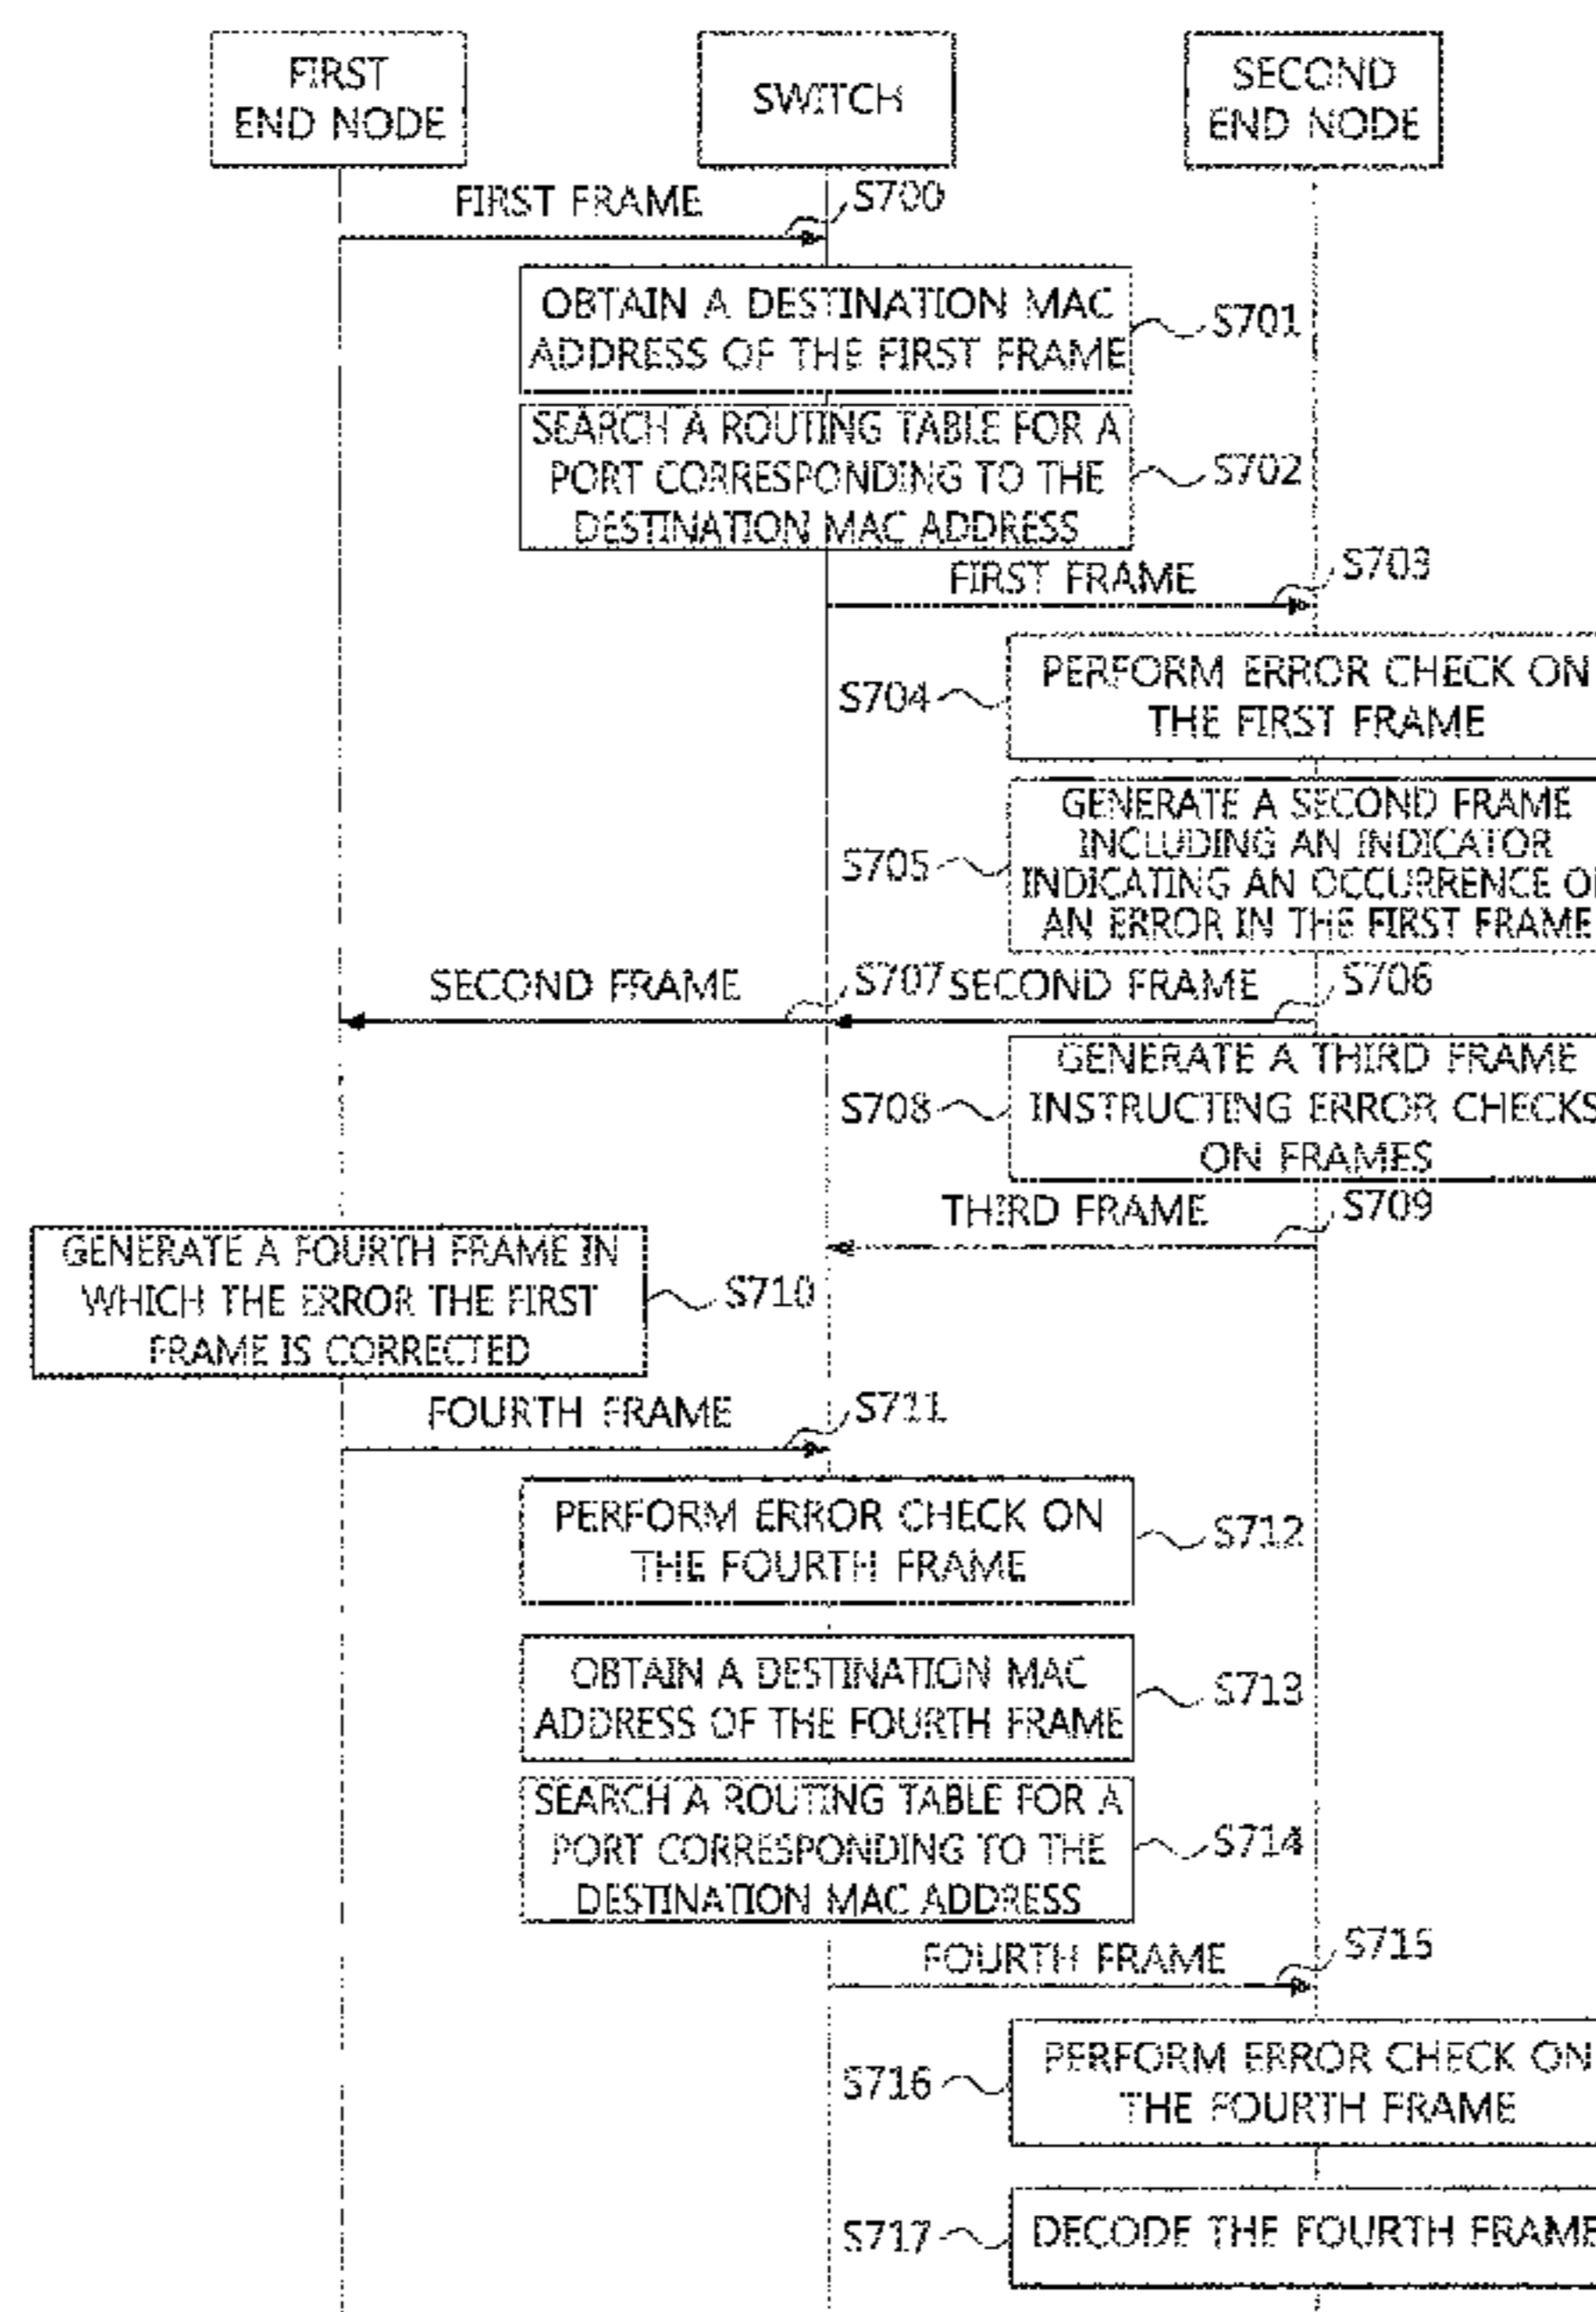 FIRST
END NODE
SWITCH
SECOND
END NODE
FIRST FRAME
S700
OBTAIN A DESTINATION MAC
ADDRESS OF THE FIRST FRAME
S701
SEARCH A ROUTING TABLE FOR A
PORT CORRESPONDING TO THE
DESTINATION MAC ADDRESS
S702
FIRST FRAME
S703
S704
PERFORM ERROR CHECK ON
THE FIRST FRAME
S705
GENERATE A SECOND FRAME
INCLUDING AN INDICATOR
INDICATING AN OCCURRENCE
AN ERROR IN THE FIRST FRAME
SECOND FRAME
S707
SECOND FRAME
S706
S708
GENERATE A THIRD FRAME
INSTRUCTING ERROR CHECKS
ON FRAMES
THIRD FRAME
S709
GENERATE A FOURTH FRAME IN
WHICH THE ERROR THE FIRST
FRAME IS CORRECTED
S710
FOURTH FRAME
S711
PERFORM ERROR CHECK ON
THE FOURTH FRAME
S712
OBTAIN A DESTINATION MAC
ADDRESS OF THE FOURTH FRAME
S713
SEARCH A ROUTING TABLE FOR A
PORT CORRESPONDING TO THE
DESTINATION MAC ADDRESS
S714
FOURTH FRAME
S715
S716
PERFORM ERROR CHECK ON
THE FOURTH FRAME
S717
DECODE THE FOURTH FRAME